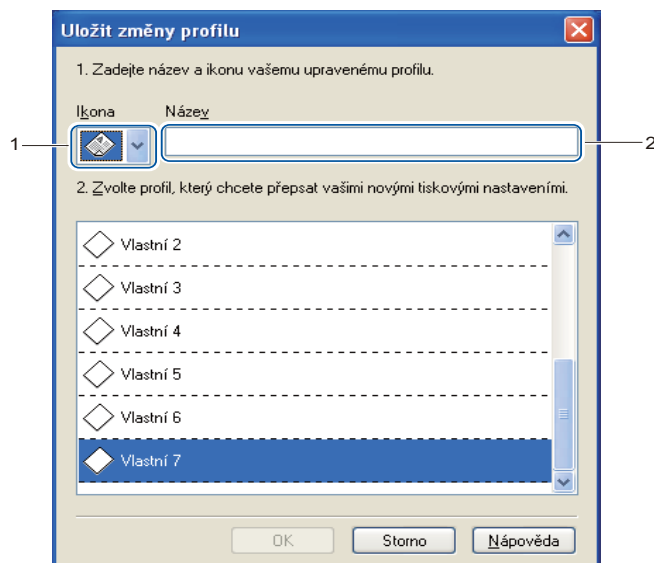 Uložit změny profilu
1. Zadejte název a ikonu vašemu upravenému profilu.
Ikona Název
1
2
2. Zvolte profil, který chcete přepsat vašimi novými tiskovými nastaveními.
Vlastní 2
Vlastní 3
Vlastní 4
Vlastní 5
Vlastní 6
Vlastní 7
OK Storno Nápověda